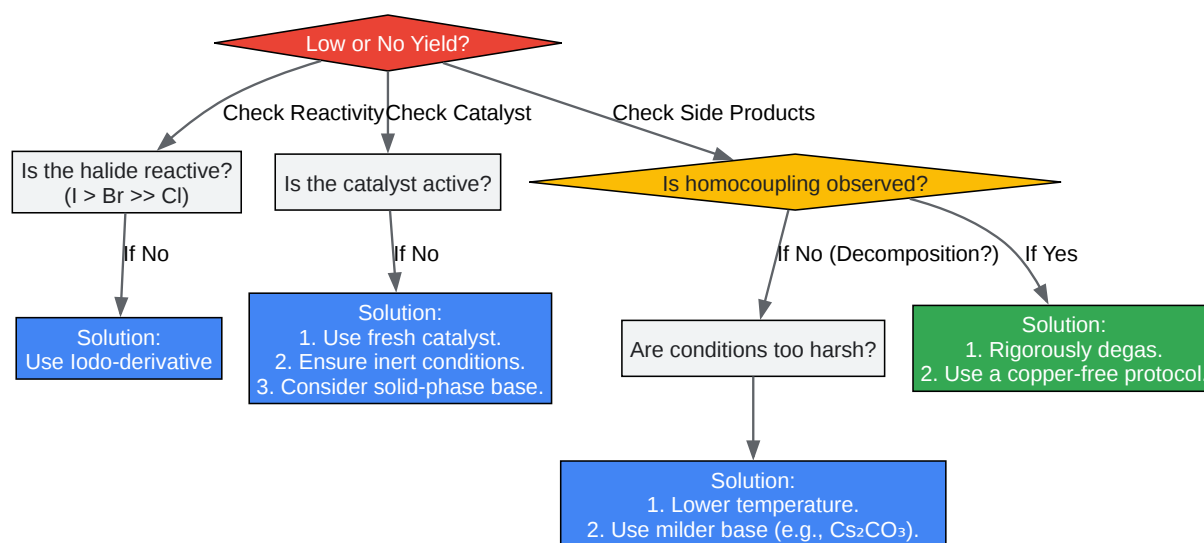 Low or No Yield?
Check Reactivity
Check Catalyst
Check Side Products
Is the halide reactive?
(I > Br >> Cl)
Is the catalyst active?
Is homocoupling observed?
If No
If No
If No (Decomposition?)
If Yes
Solution:
Use Iodo-derivative
Solution:
1. Use fresh catalyst.
2. Ensure inert conditions.
3. Consider solid-phase base.
Are conditions too harsh?
Solution:
1. Rigorously degas.
2. Use a copper-free protocol.
Solution:
1. Lower temperature.
2. Use milder base (e.g., Cs₂CO₃).